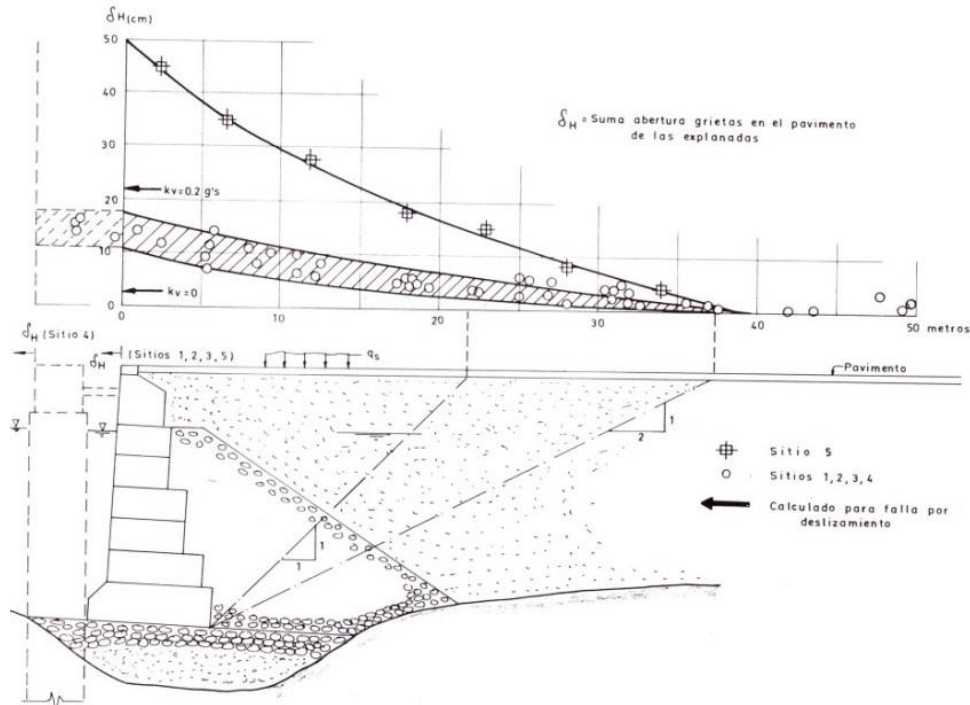 δH(cm)
50
40
30
20
10
0
kv=0.2 g's
kv=0
δH = Suma abertura grietas en el pavimento
de las explanadas
0
10
20
30
40
50 metros
δH (Sitio 4)
δH
(Sitios 1,2,3,5)
qs
Pavimento
1
2
1
1
Sitio 5
Sitios 1,2,3,4
Calculado para falla por
deslizamiento